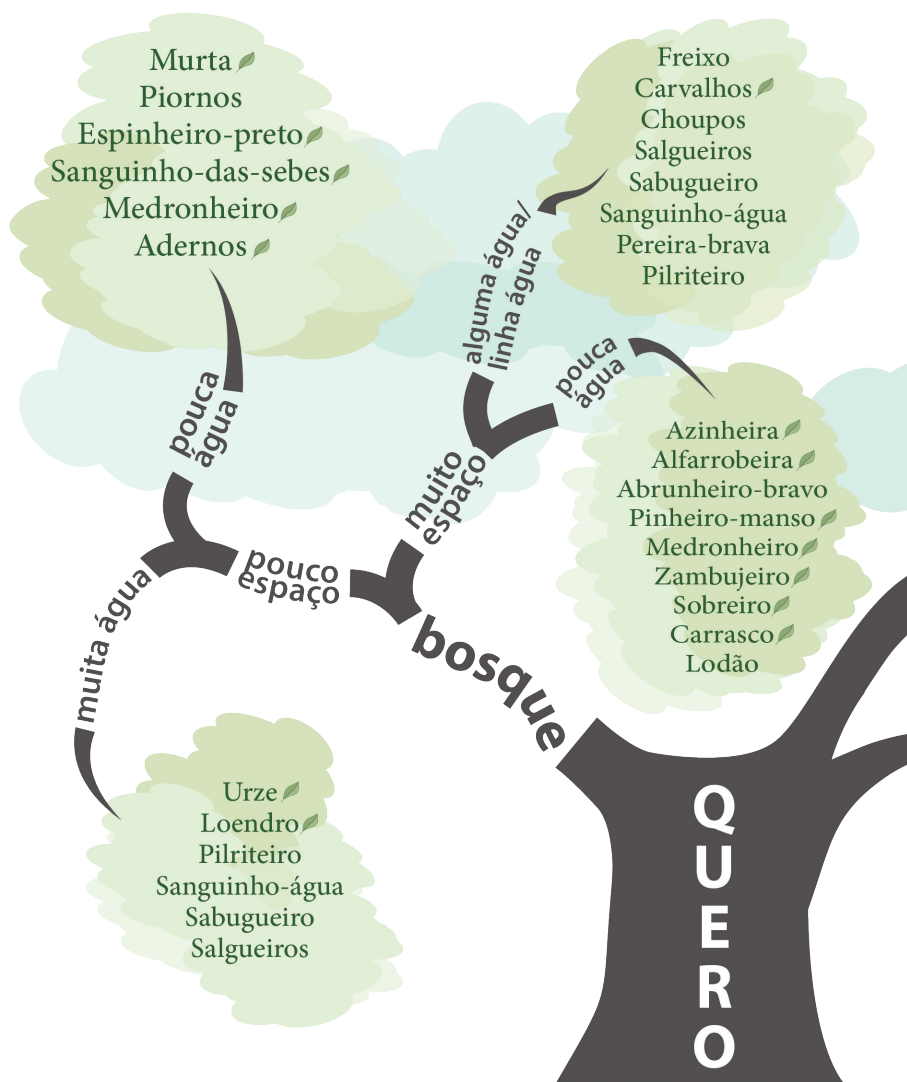 Murta
Piornos
Espinheiro-preto
Sanguinho-das-sebes
Medronheiro
Adernos
Freixo
Carvalhos
Choupos
Salgueiros
Sabugueiro
Sanguinho-água
Pereira-brava
Pilriteiro
alguma água/
linha água
pouca
água
pouca
água
Azinheira
Alfarrobeira
Abrunheiro-bravo
Pinheiro-manso
Medronheiro
Zambujeiro
Sobreiro
Carrasco
Lodão
muito
espaço
pouco
espaço
muita água
bosque
Urze
Loendro
Pilriteiro
Sanguinho-água
Sabugueiro
Salgueiros
QUERO